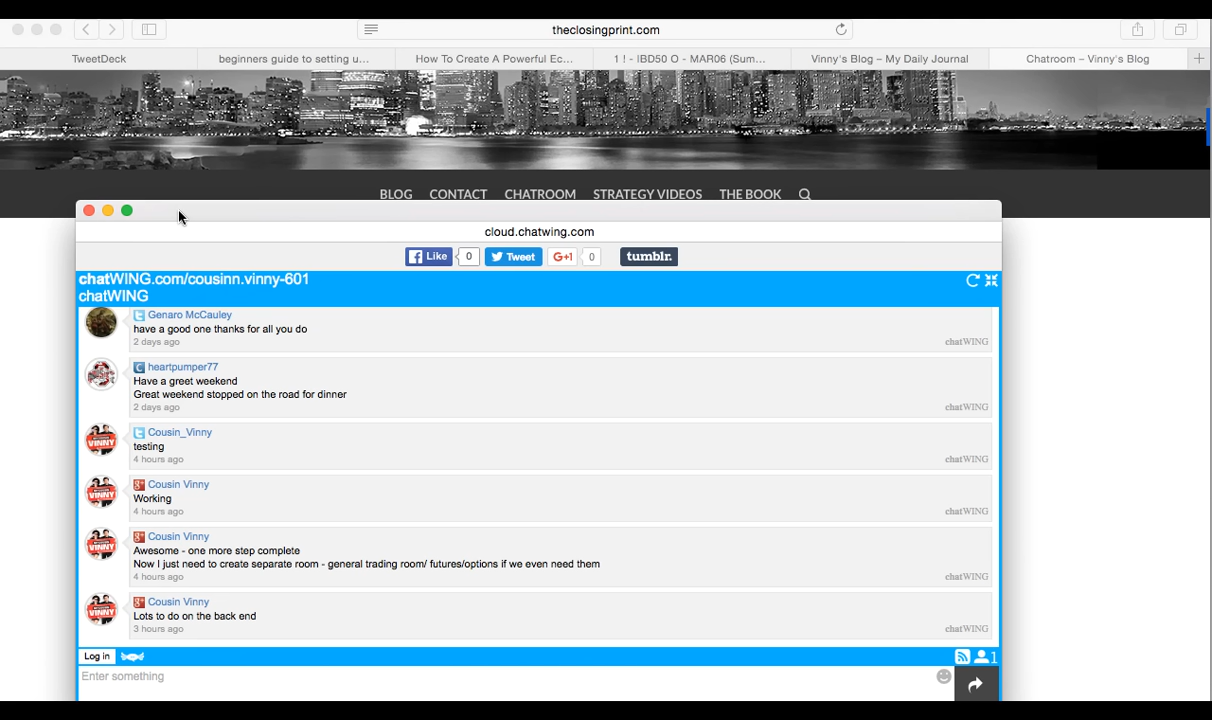 theclosingprint.com
TweetDeck
beginners guide to setting u...
How To Create A Powerful Ec...
1 ! - IBD50 O - MAR06 (Sum...
Vinny's Blog – My Daily Journal
Chatroom – Vinny's Blog
BLOG CONTACT CHATROOM STRATEGY VIDEOS THE BOOK
cloud.chatwing.com
Like 0 Tweet G+1 0 tumblr.
chatWING.com/cousinn.vinny-601
chatWING
Genaro McCauley
have a good one thanks for all you do
2 days ago chatWING
heartpumper77
Have a greet weekend
Great weekend stopped on the road for dinner
2 days ago chatWING
VINNY Cousin_Vinny
testing
4 hours ago chatWING
VINNY Cousin Vinny
Working
4 hours ago chatWING
VINNY Cousin Vinny
Awesome - one more step complete
Now I just need to create separate room - general trading room/ futures/options if we even need them
4 hours ago chatWING
VINNY Cousin Vinny
Lots to do on the back end
3 hours ago chatWING
Log in 1
Enter something